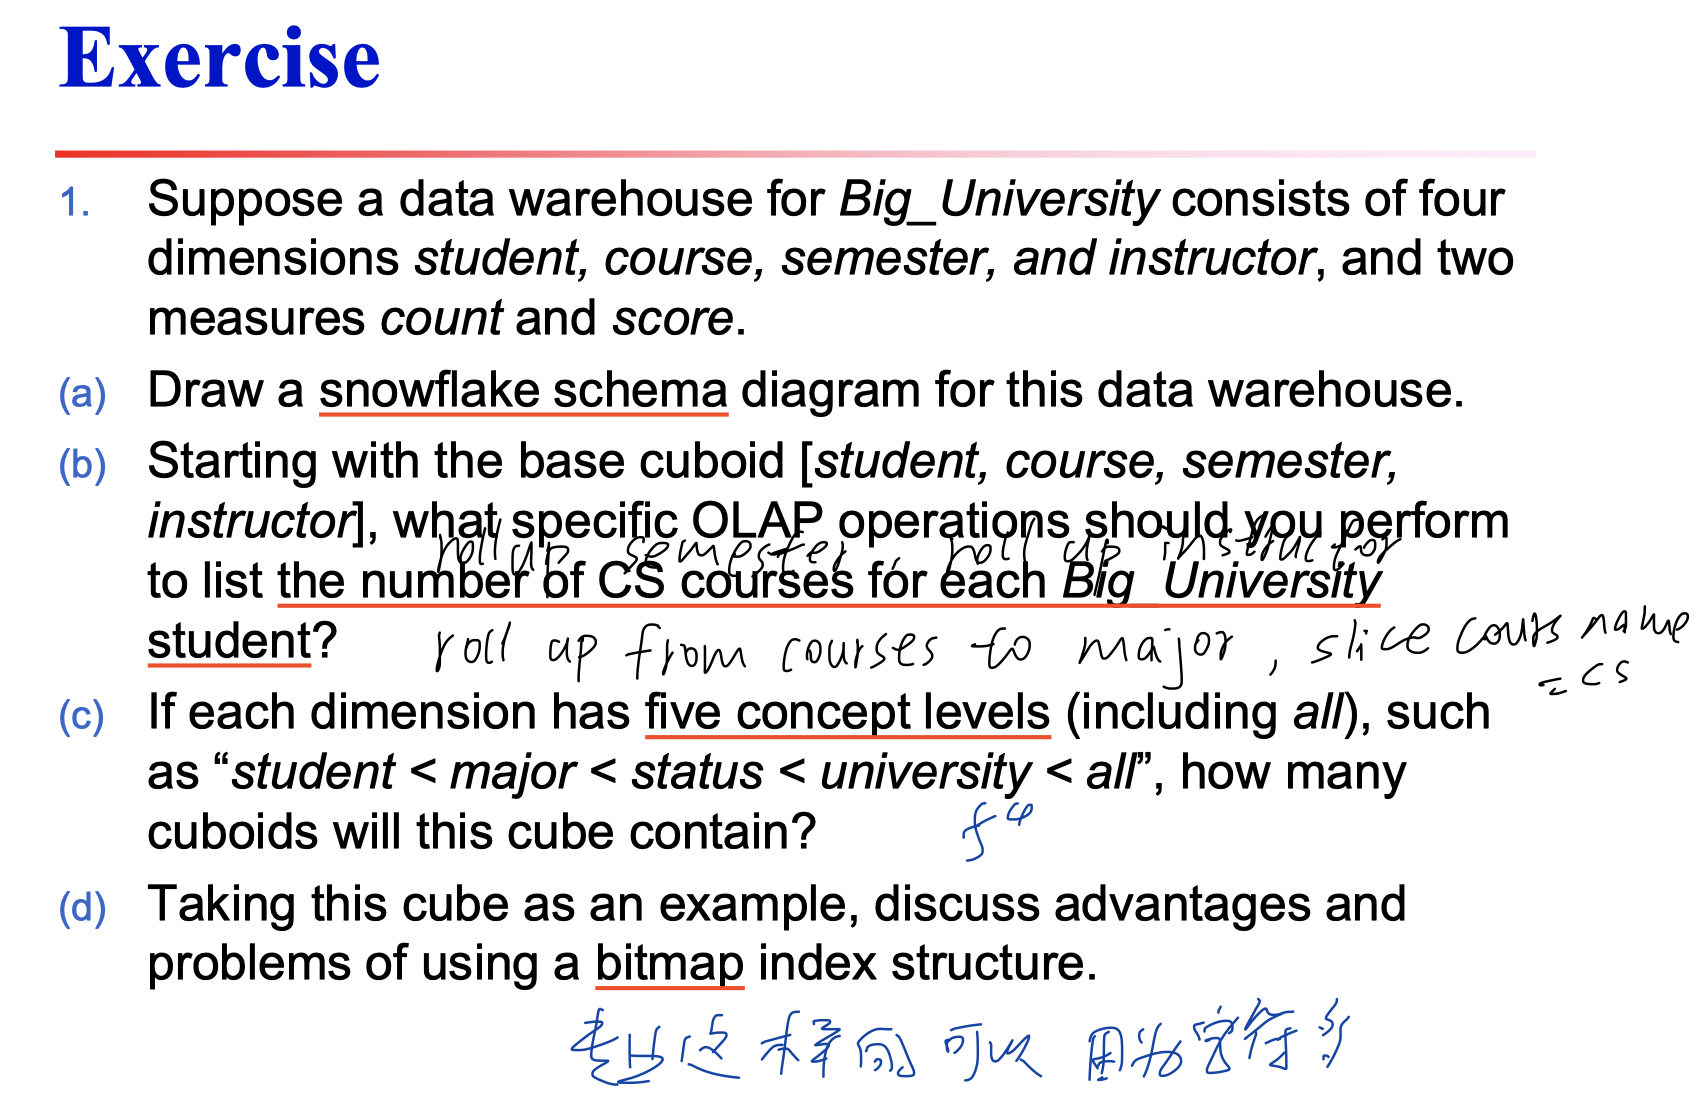 Exercise
1. Suppose a data warehouse for Big_University consists of four
dimensions student, course, semester, and instructor, and two
measures count and score.
(a) Draw a snowflake schema diagram for this data warehouse.
(b) Starting with the base cuboid [student, course, semester,
instructor], what specific OLAP operations should you perform
roll up semester, roll up instructor
to list the number of CS courses for each Big_University
student?
roll up from courses to major, slice cours name
= CS
(c) If each dimension has five concept levels (including all), such
as “student < major < status < university < all”, how many
cuboids will this cube contain?
(d) Taking this cube as an example, discuss advantages and
problems of using a bitmap index structure.
可以 用